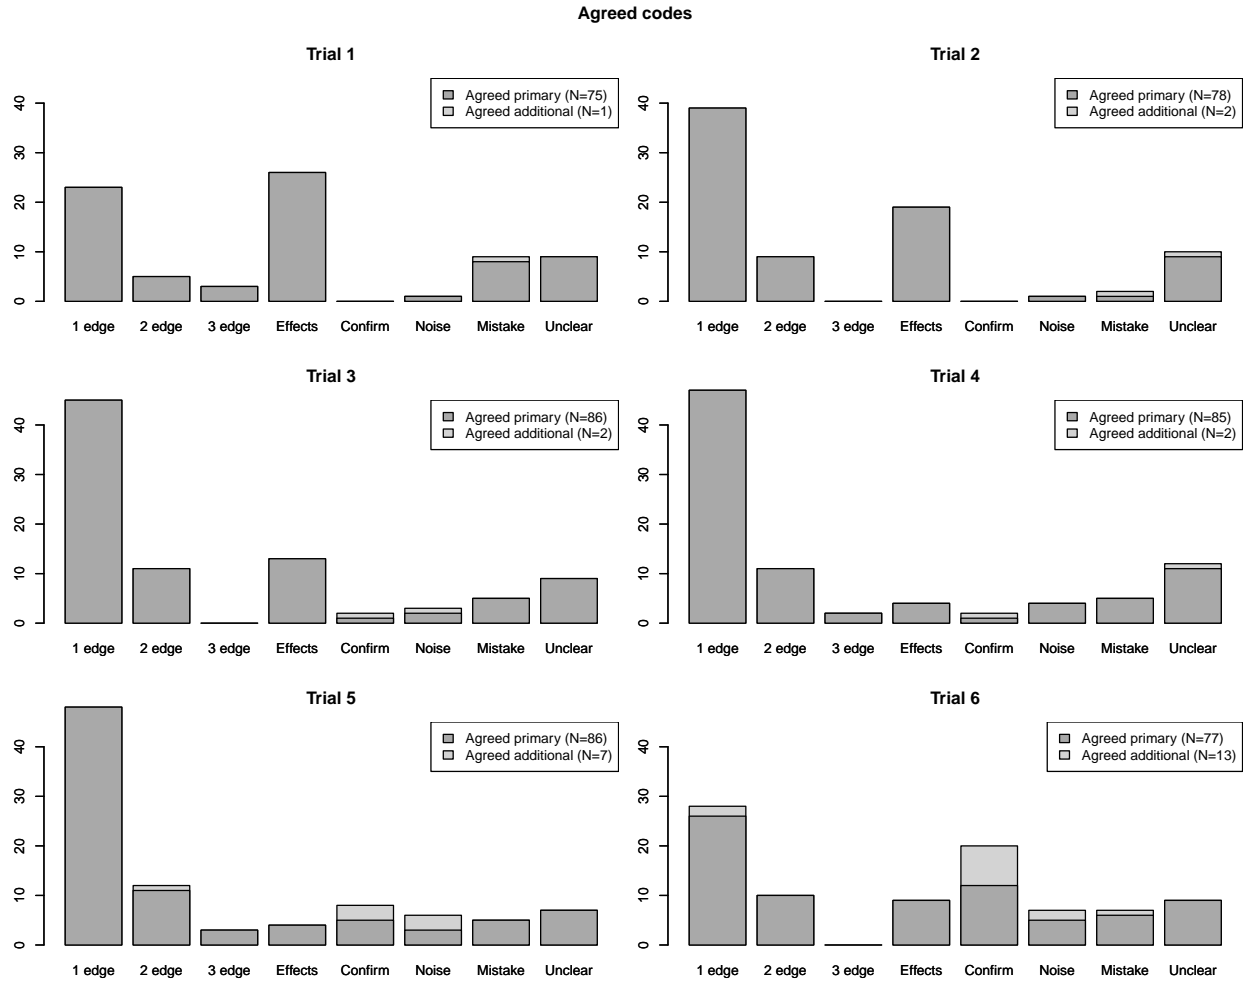 Agreed codes
Trial 1
Agreed primary (N=75)
Agreed additional (N=1)
40
30
20
10
0
1 edge 2 edge 3 edge Effects Confirm Noise Mistake Unclear
Trial 2
Agreed primary (N=78)
Agreed additional (N=2)
40
30
20
10
0
1 edge 2 edge 3 edge Effects Confirm Noise Mistake Unclear
Trial 3
Agreed primary (N=86)
Agreed additional (N=2)
40
30
20
10
0
1 edge 2 edge 3 edge Effects Confirm Noise Mistake Unclear
Trial 4
Agreed primary (N=85)
Agreed additional (N=2)
40
30
20
10
0
1 edge 2 edge 3 edge Effects Confirm Noise Mistake Unclear
Trial 5
Agreed primary (N=86)
Agreed additional (N=7)
40
30
20
10
0
1 edge 2 edge 3 edge Effects Confirm Noise Mistake Unclear
Trial 6
Agreed primary (N=77)
Agreed additional (N=13)
40
30
20
10
0
1 edge 2 edge 3 edge Effects Confirm Noise Mistake Unclear